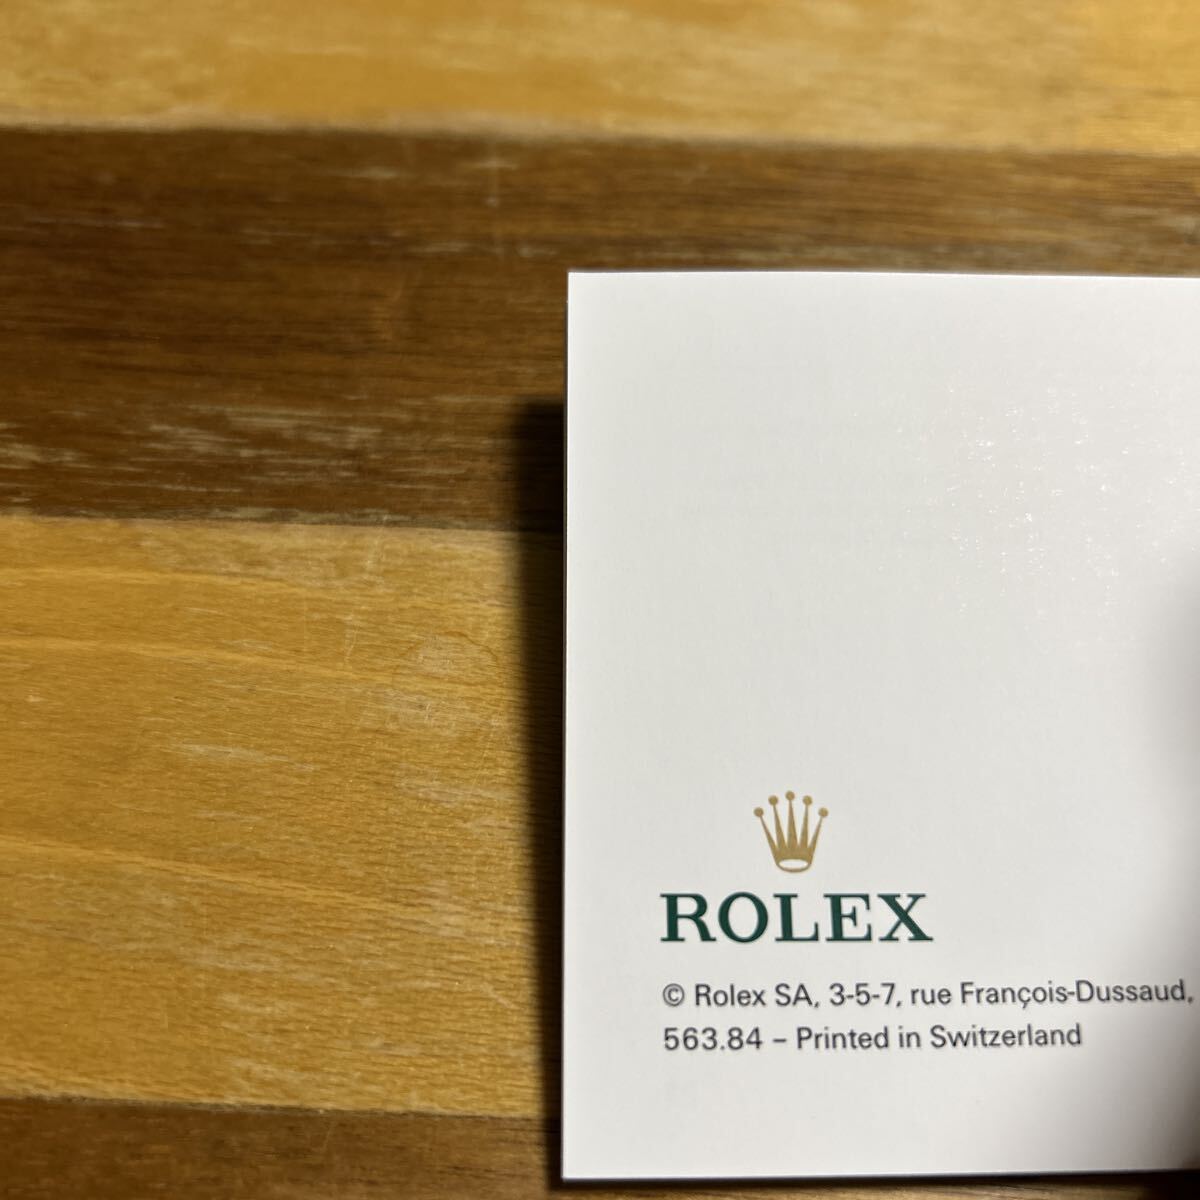 ROLEX
© Rolex SA, 3-5-7, rue François-Dussaud,
563.84 – Printed in Switzerland